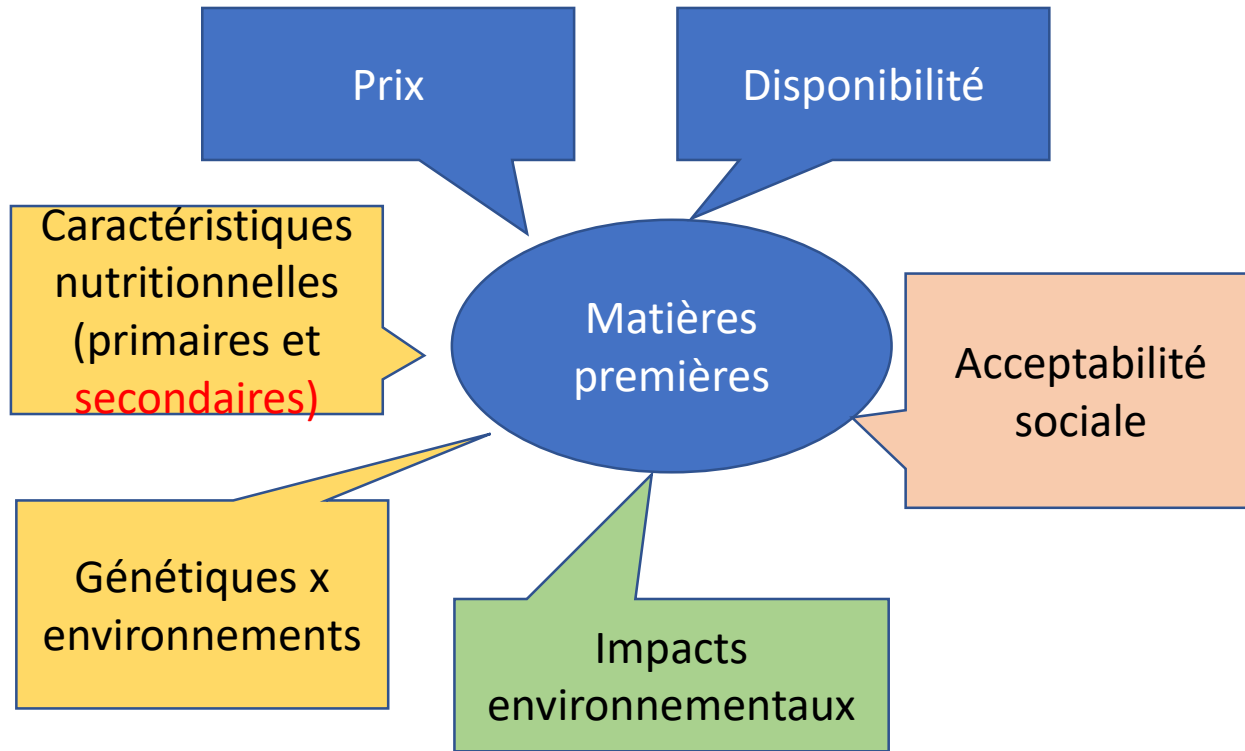 Prix
Disponibilité
Caractéristiques
nutritionnelles
(primaires et
secondaires)
Matières
premières
Acceptabilité
sociale
Génétiques x
environnements
Impacts
environnementaux